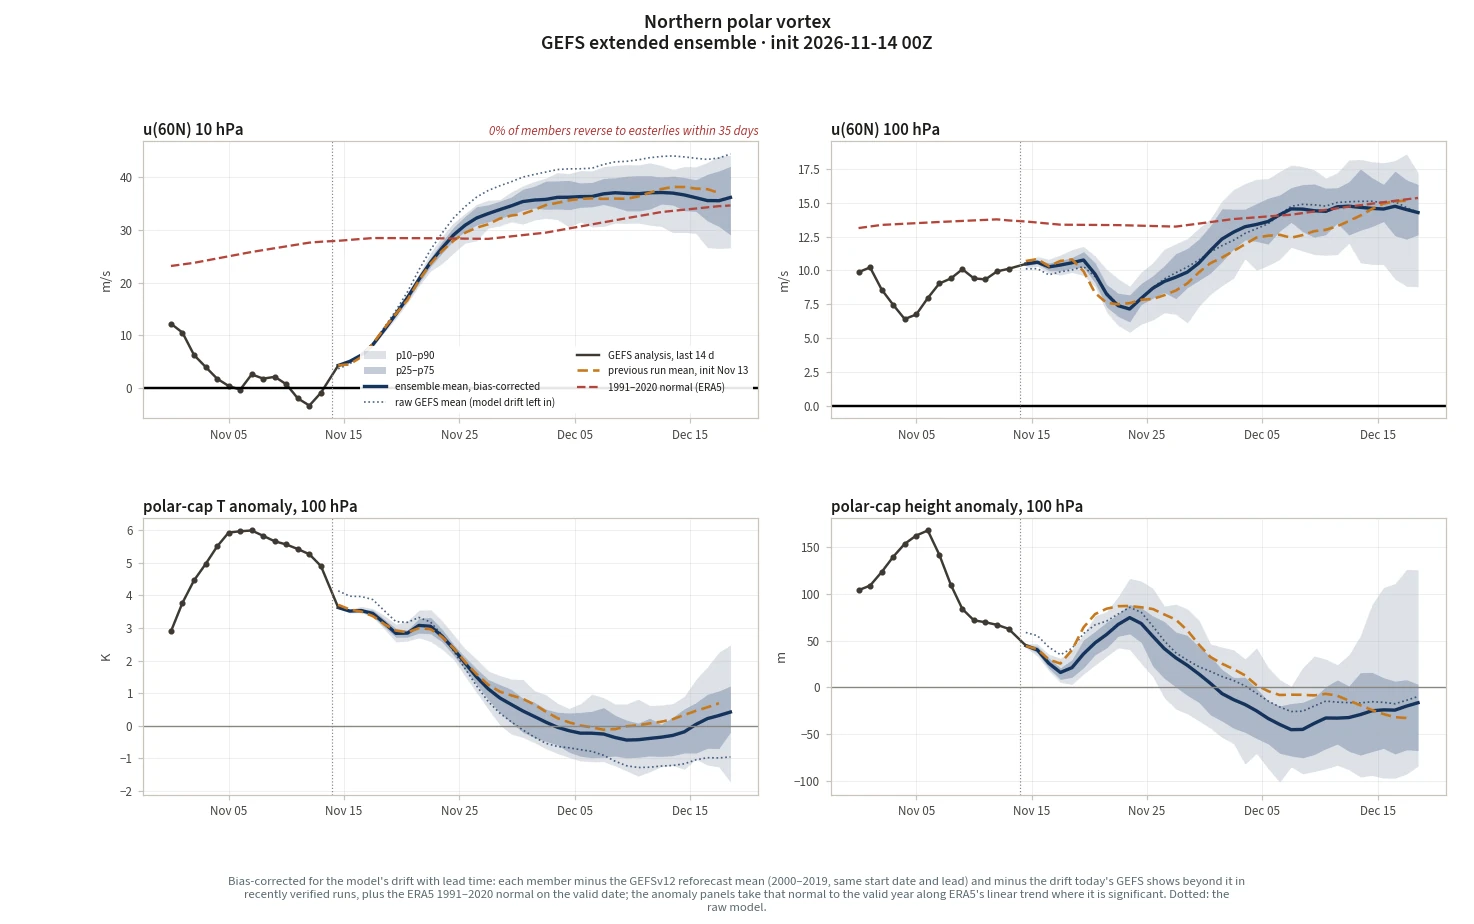 Northern polar vortex
GEFS extended ensemble · init 2026-11-14 00Z
u(60N) 10 hPa
0% of members reverse to easterlies within 35 days
m/s
40
30
20
10
0
p10–p90
p25–p75
ensemble mean, bias-corrected
raw GEFS mean (model drift left in)
GEFS analysis, last 14 d
previous run mean, init Nov 13
1991–2020 normal (ERA5)
Nov 05
Nov 15
Nov 25
Dec 05
Dec 15
u(60N) 100 hPa
m/s
17.5
15.0
12.5
10.0
7.5
5.0
2.5
0.0
Nov 05
Nov 15
Nov 25
Dec 05
Dec 15
polar-cap T anomaly, 100 hPa
K
6
5
4
3
2
1
0
−1
−2
Nov 05
Nov 15
Nov 25
Dec 05
Dec 15
polar-cap height anomaly, 100 hPa
m
150
100
50
0
−50
−100
Nov 05
Nov 15
Nov 25
Dec 05
Dec 15
Bias-corrected for the model's drift with lead time: each member minus the GEFSv12 reforecast mean (2000–2019, same start date and lead) and minus the drift today's GEFS shows beyond it in
recently verified runs, plus the ERA5 1991–2020 normal on the valid date; the anomaly panels take that normal to the valid year along ERA5's linear trend where it is significant. Dotted: the
raw model.